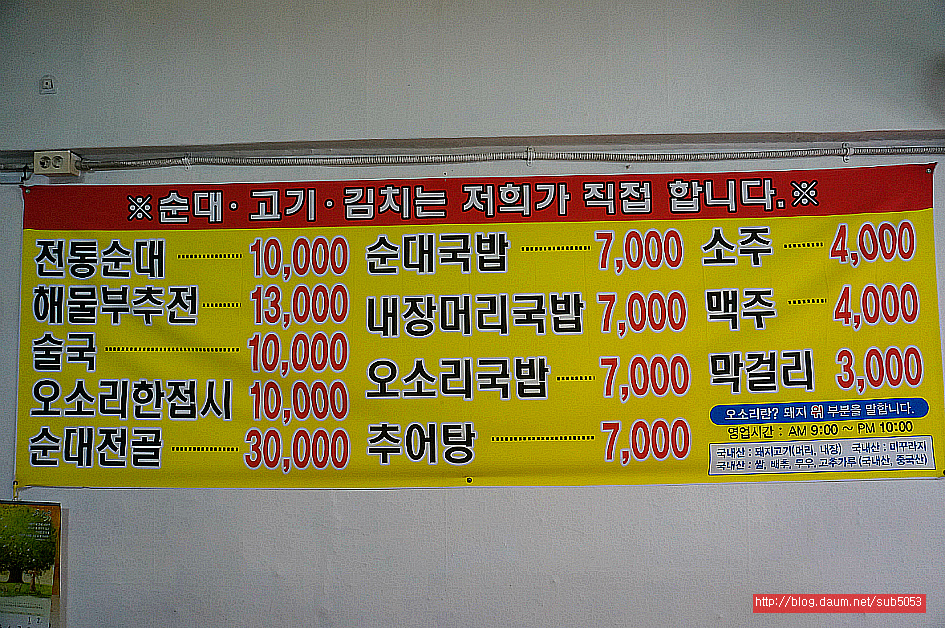 ※순대·고기·김치는 저희가 직접 합니다.※
전통순대 10,000
해물부추전 13,000
술국 10,000
오소리한접시 10,000
순대전골 30,000
순대국밥 7,000
내장머리국밥 7,000
오소리국밥 7,000
추어탕 7,000
소주 4,000
맥주 4,000
막걸리 3,000
오소리란? 돼지 위 부분을 말합니다.
영업시간 : AM 9:00 ~ PM 10:00
국내산 : 돼지고기(머리, 내장) 국내산 : 미꾸라지
국내산 : 쌀, 배추, 무우, 고추가루(국내산, 중국산)
http://blog.daum.net/sub5053